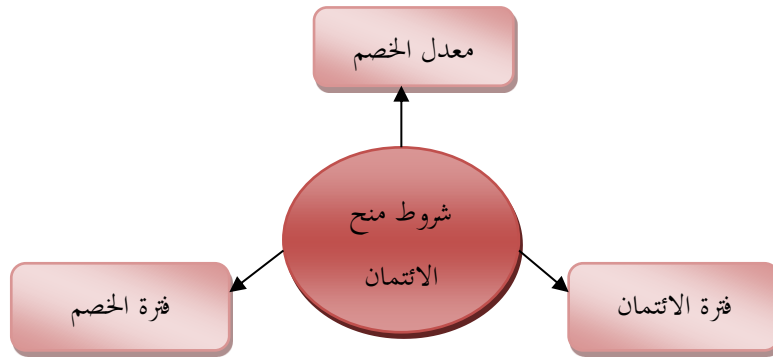 معدل الخصم
شروط منح
الائتمان
فترة الائتمان
فترة الخصم